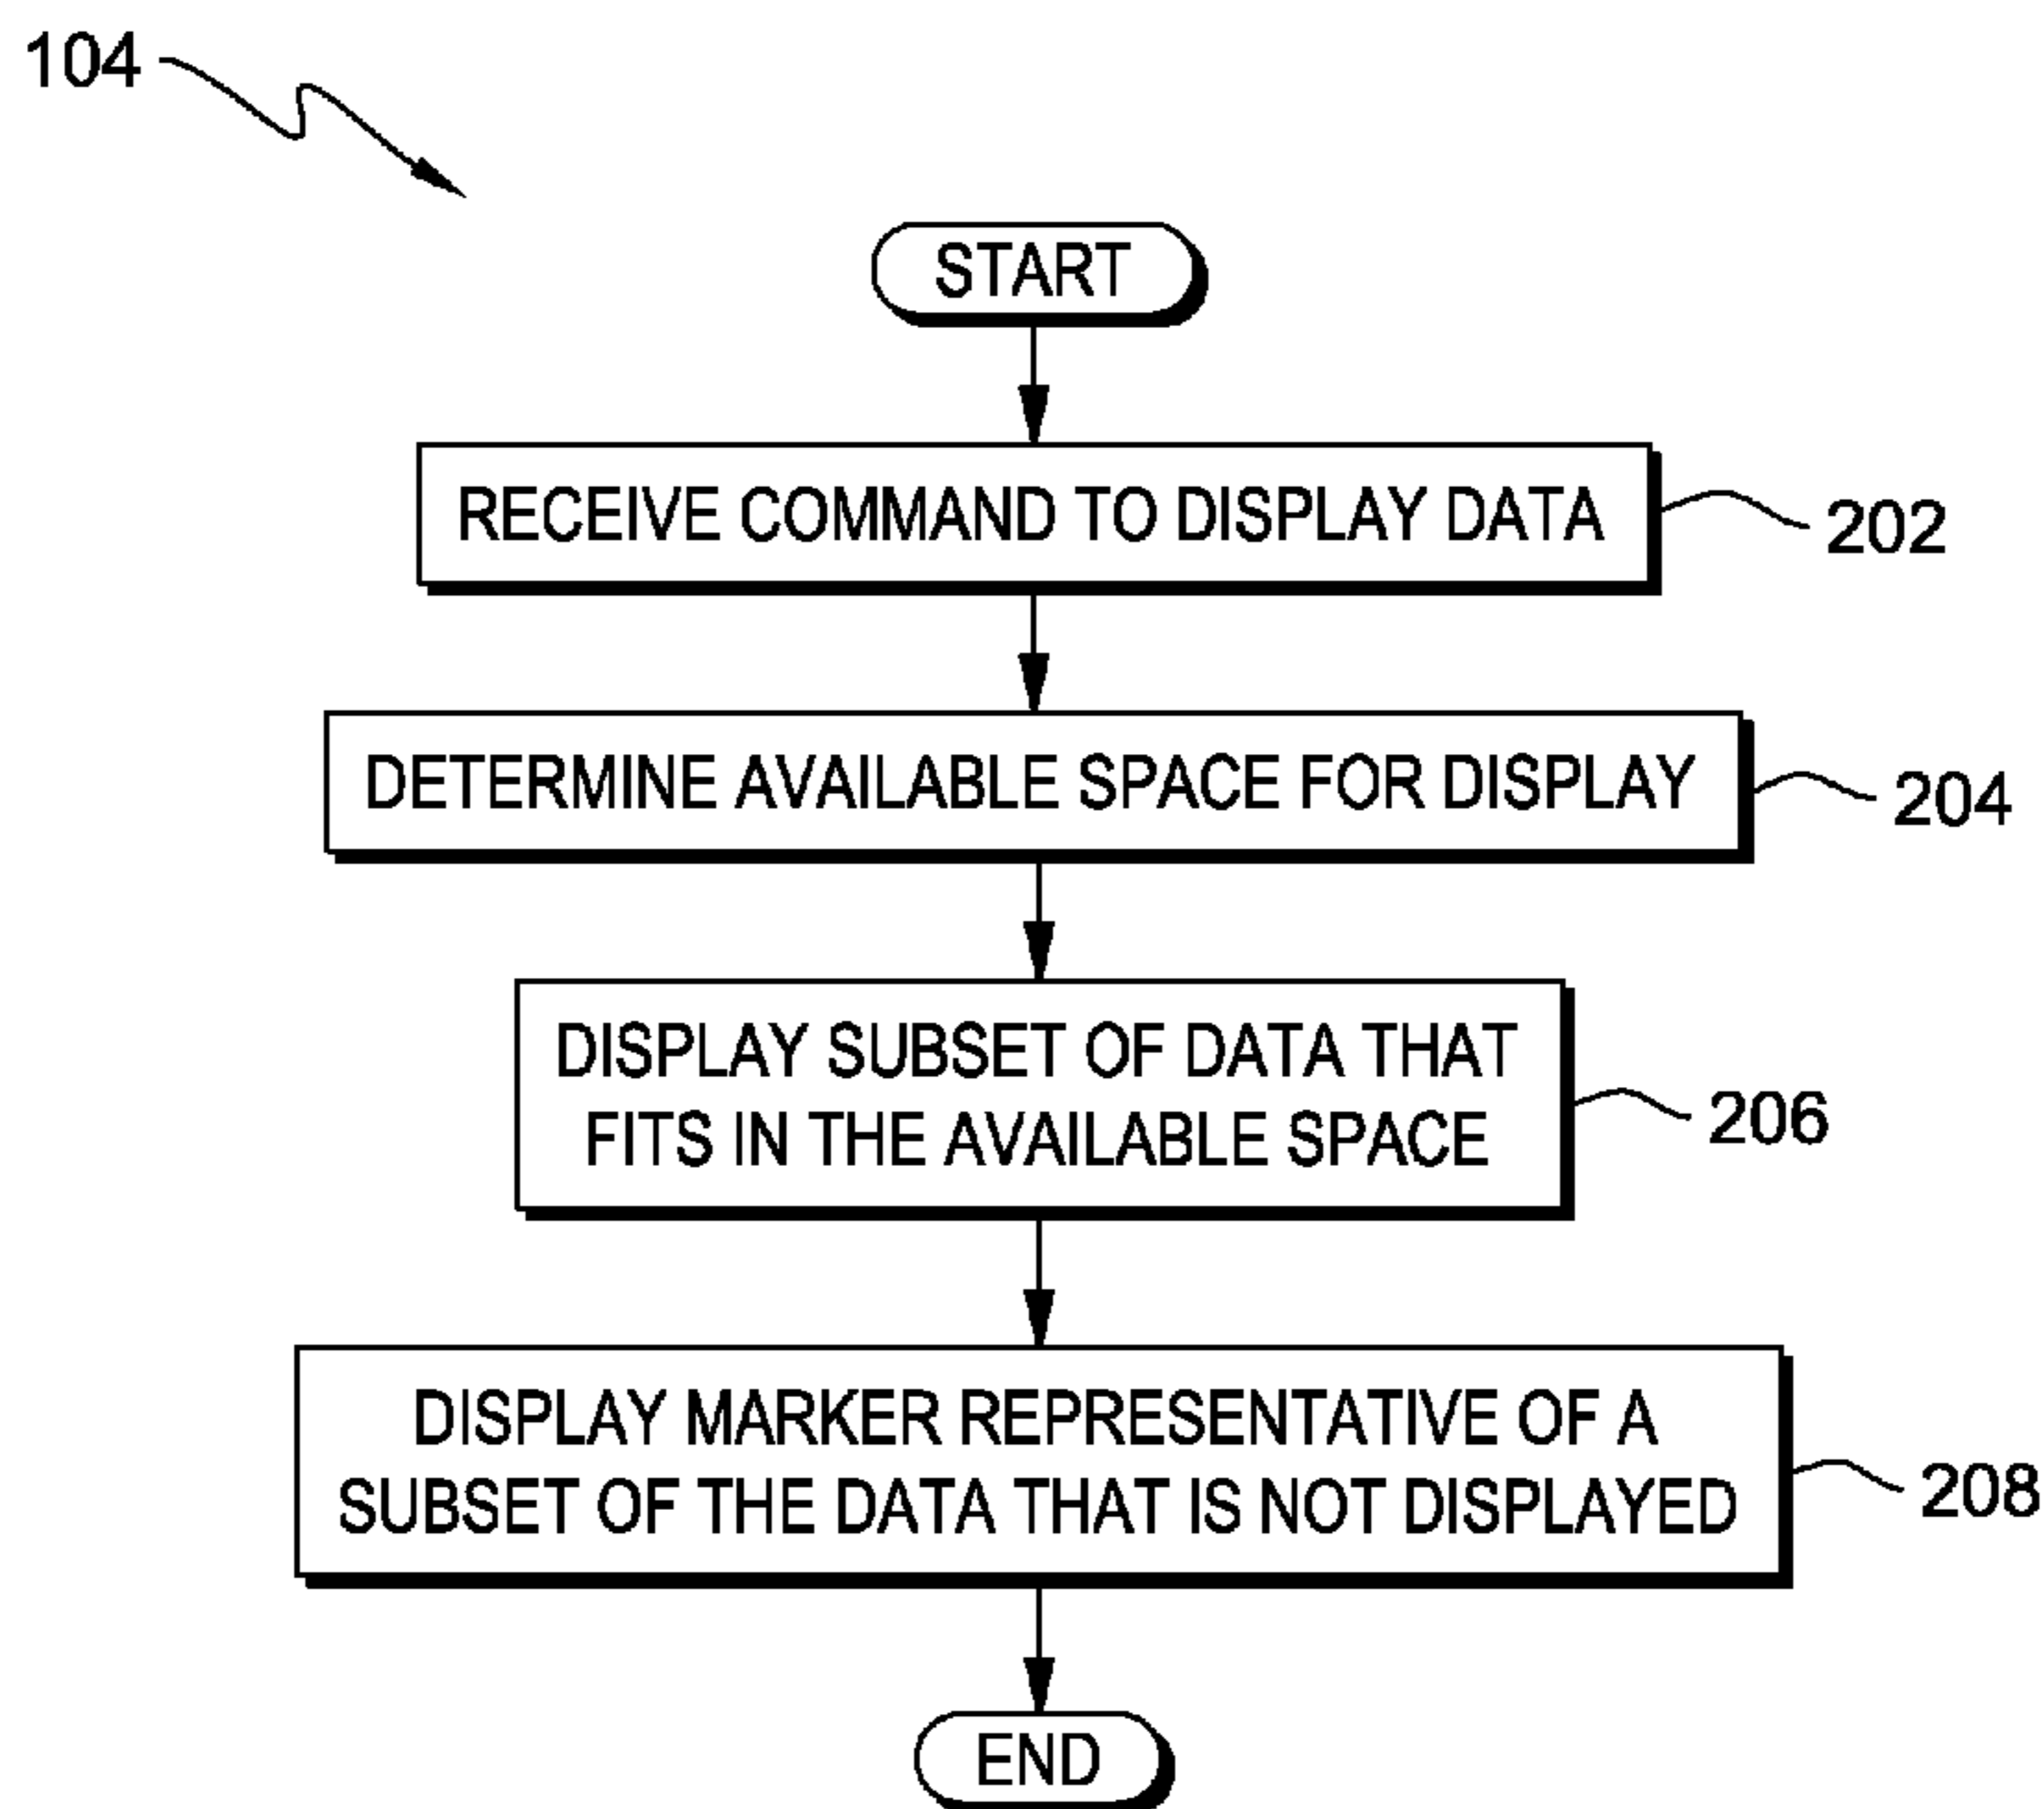 104
START
RECEIVE COMMAND TO DISPLAY DATA
202
DETERMINE AVAILABLE SPACE FOR DISPLAY
204
DISPLAY SUBSET OF DATA THAT
FITS IN THE AVAILABLE SPACE
206
DISPLAY MARKER REPRESENTATIVE OF A
SUBSET OF THE DATA THAT IS NOT DISPLAYED
208
END